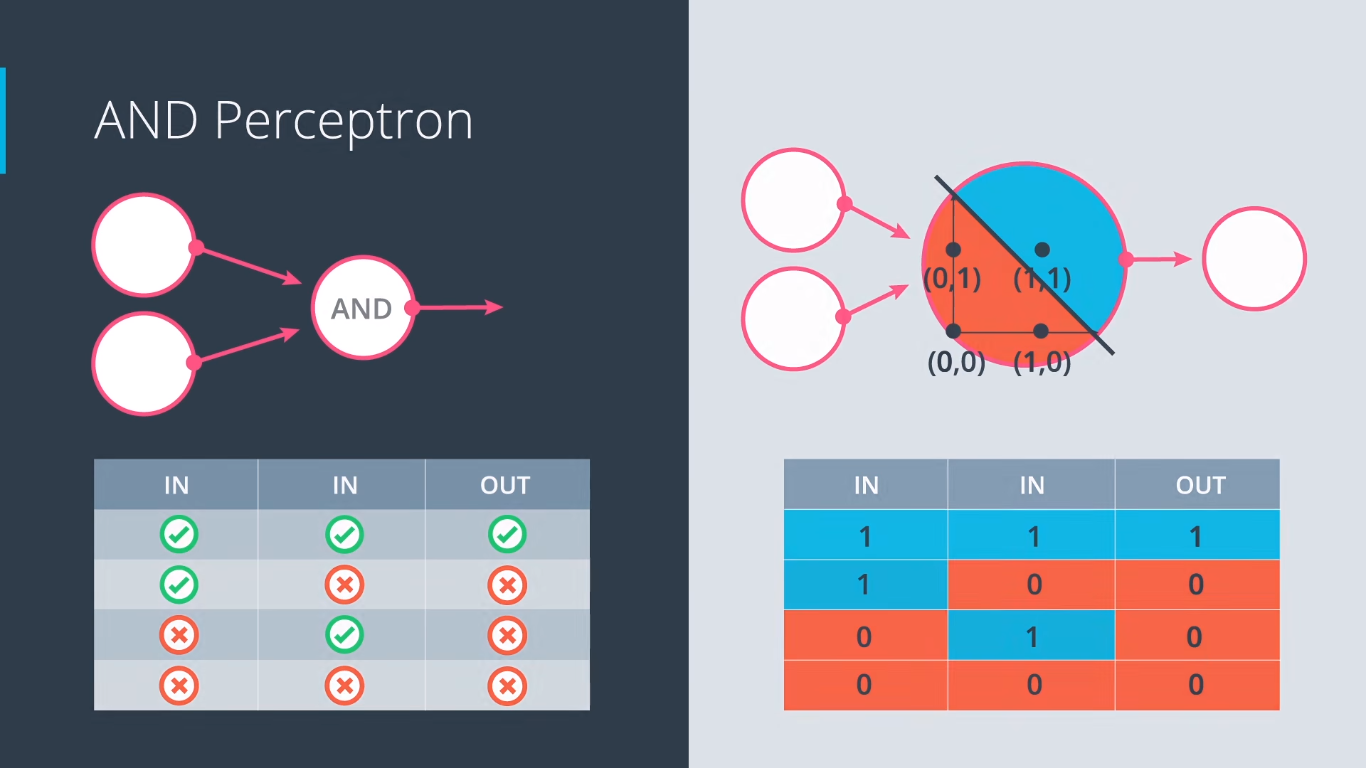 AND Perceptron
AND
(0,1) (1,1)
(0,0) (1,0)
IN IN OUT
IN IN OUT
1 1 1
1 0 0
0 1 0
0 0 0